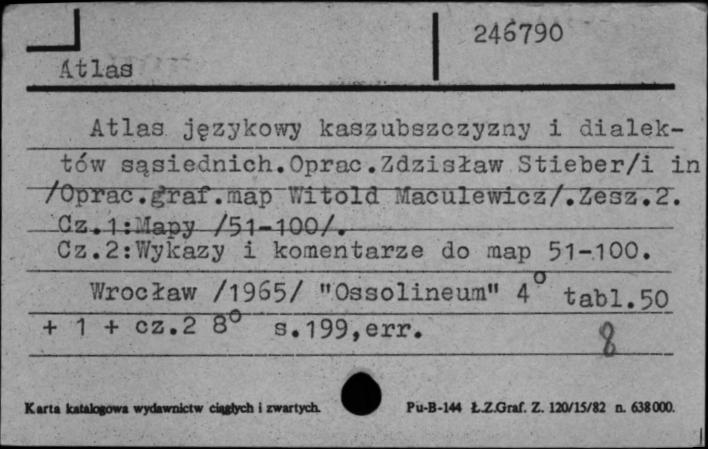 246790
Atlas
Atlas językowy kaszubszczyzny i dialek-
tów sąsiednich.Oprac.Zdzisław Stieber/i in
/Oprac.graf.map Witold Maculewicz/.Zesz.2.
Cz.1:Mapy /51-100/.
Cz.2:Wykazy i komentarze do map 51-100.
Wrocław /1965/ "Ossolineum" 4° tabl.50
+ 1 + cz.2 8° s.199,err.
8
Karta katalogowa wydawnictw ciągłych i zwartych. Pu-B-144 Ł.Z.Graf. Z. 120/15/82 n. 638000.